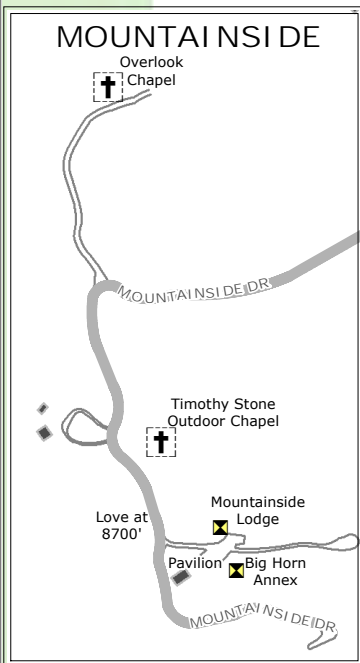 MOUNTAINSIDE
Overlook
Chapel
MOUNTAINSIDE DR
Timothy Stone
Outdoor Chapel
Mountainside
Lodge
Love at
8700'
Pavilion
Big Horn
Annex
MOUNTAINSIDE DR